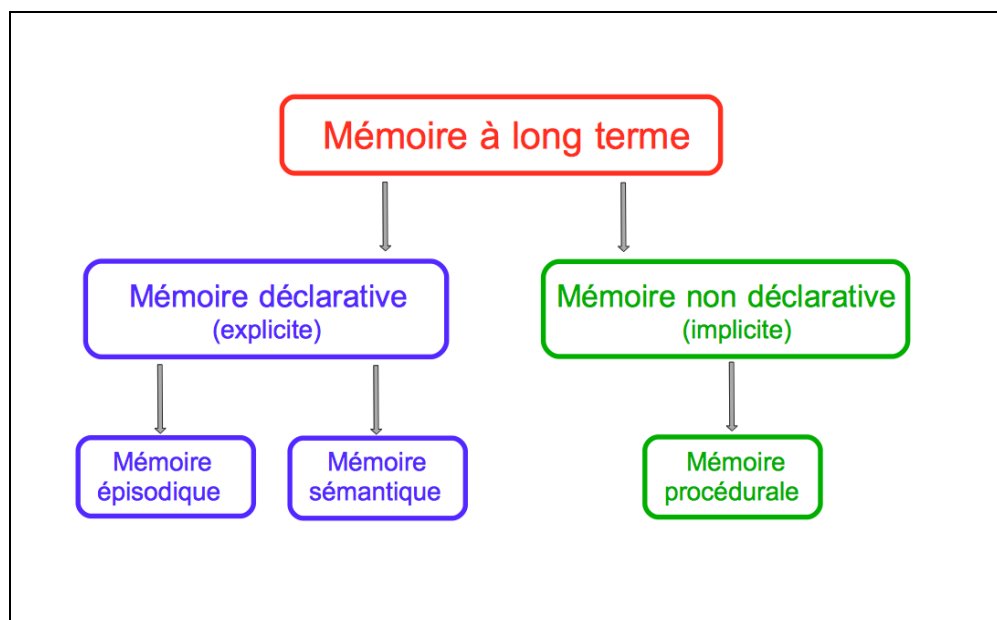 Mémoire à long terme
Mémoire déclarative
(explicite)
Mémoire non déclarative
(implicite)
Mémoire
épisodique
Mémoire
sémantique
Mémoire
procédurale